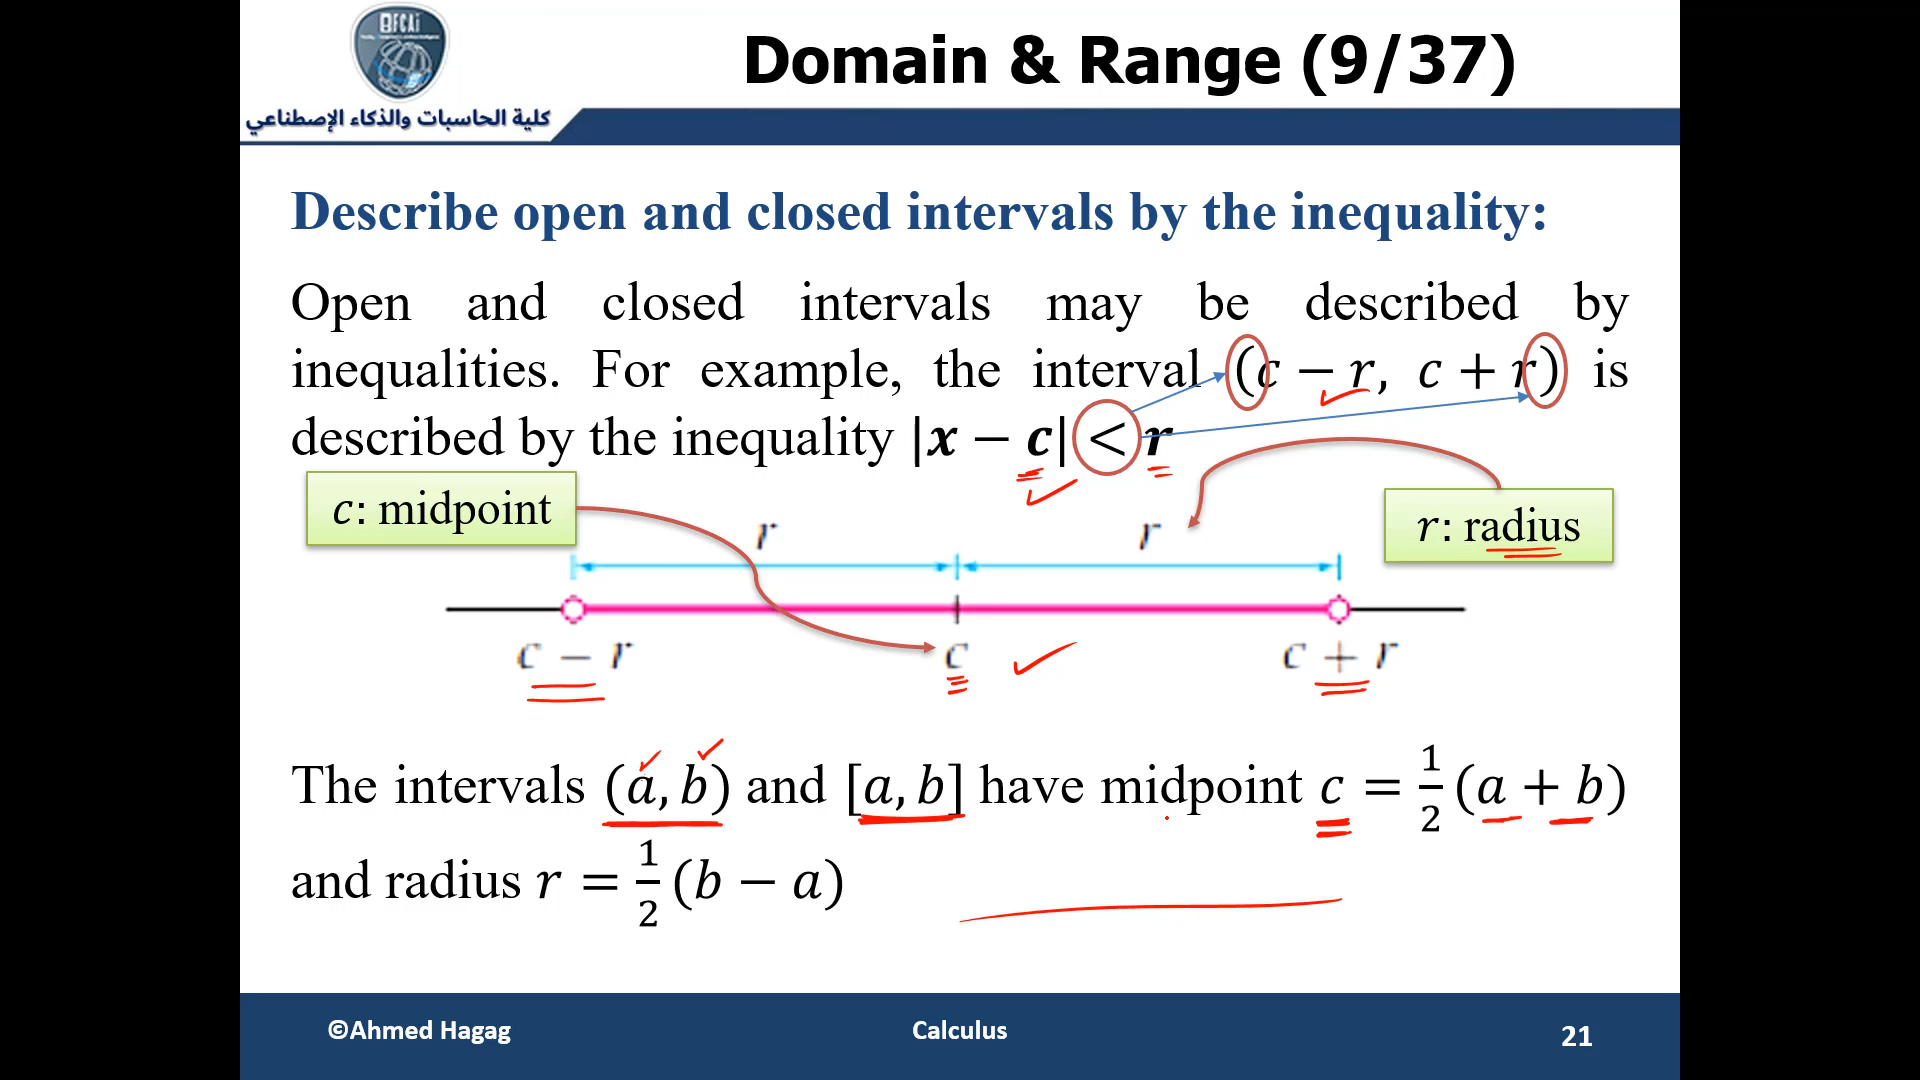 FCAi
Domain & Range (9/37)
كلية الحاسبات والذكاء الإصطناعي
Describe open and closed intervals by the inequality:
Open and closed intervals may be described by
inequalities. For example, the interval (c − r, c + r) is
described by the inequality |x − c| < r
c: midpoint
r: radius
r r
c − r c c + r
The intervals (a, b) and [a, b] have midpoint c = 1/2 (a + b)
and radius r = 1/2 (b − a)
©Ahmed Hagag Calculus 21